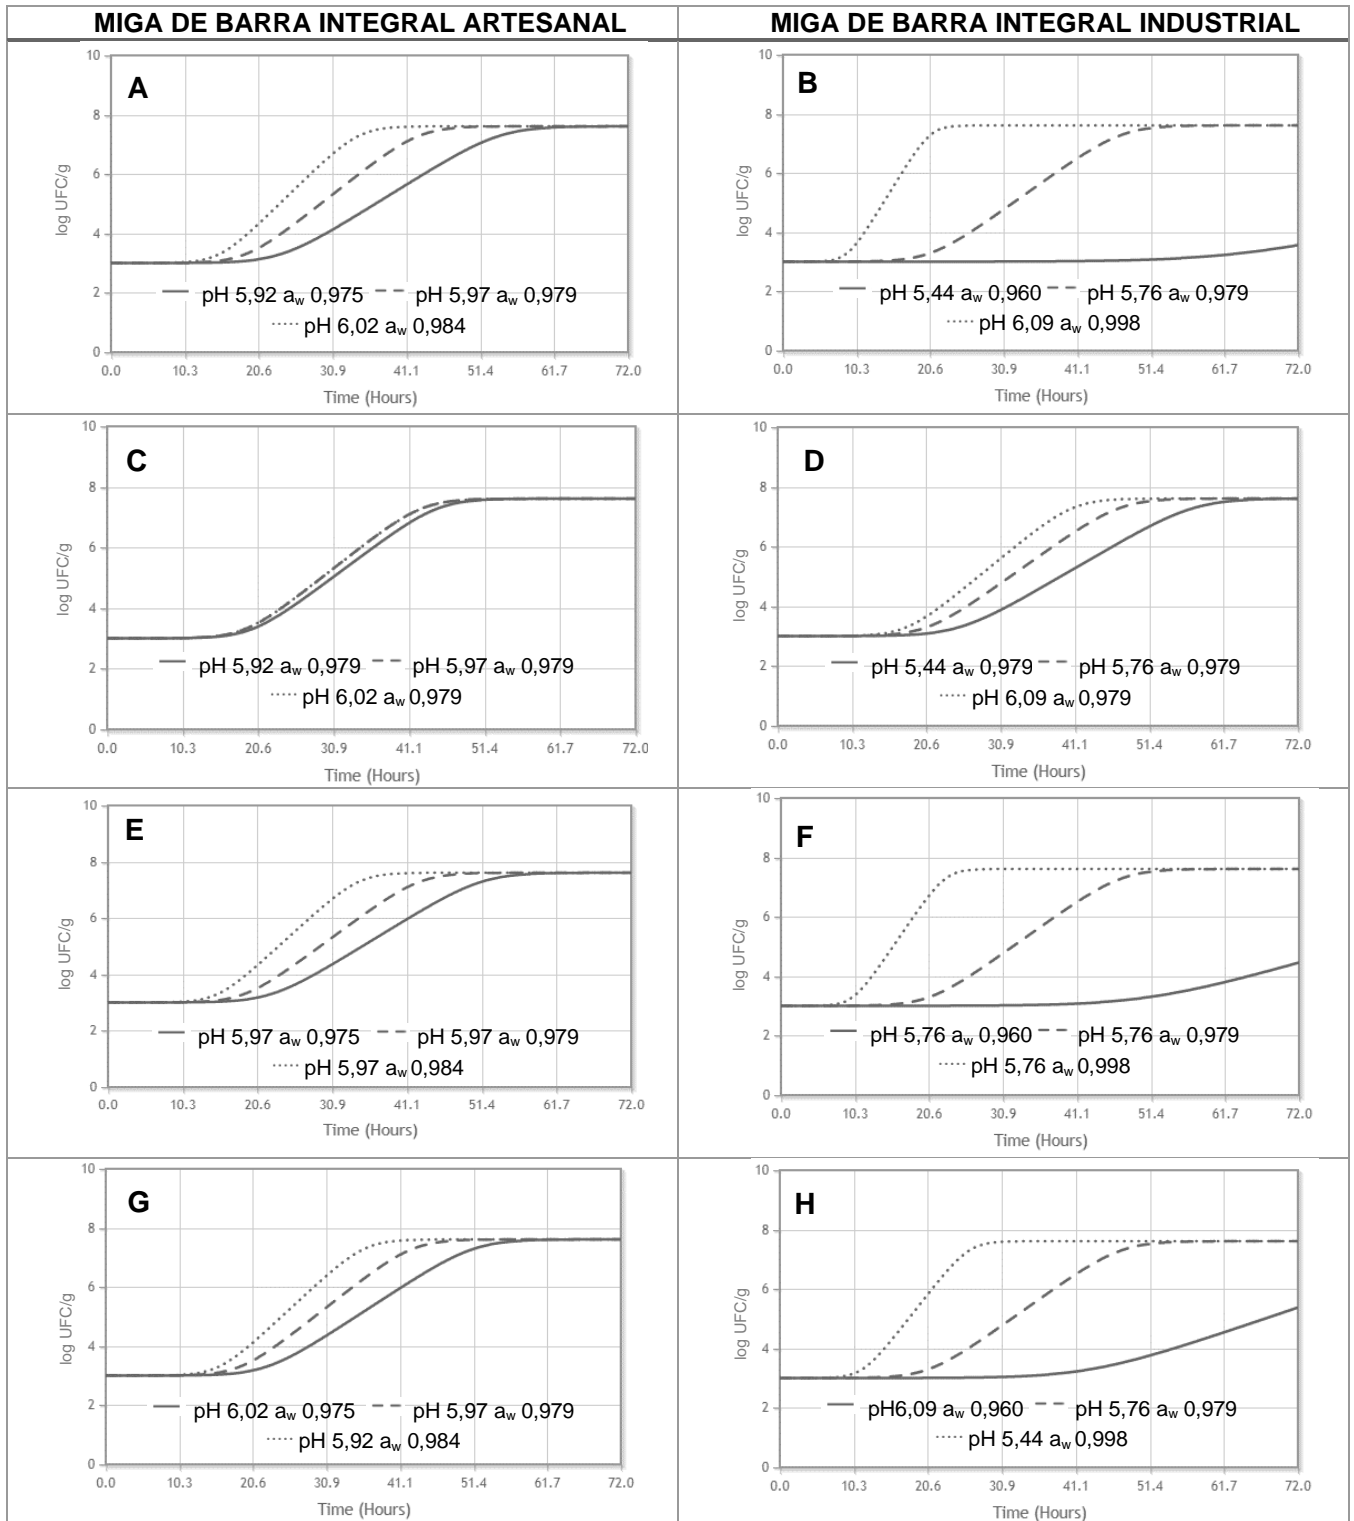 MIGA DE BARRA INTEGRAL ARTESANAL
MIGA DE BARRA INTEGRAL INDUSTRIAL
A
10
8
6
4
2
0
log UFC/g
pH 5,92 aw 0,975
pH 5,97 aw 0,979
pH 6,02 aw 0,984
0.0 10.3 20.6 30.9 41.1 51.4 61.7 72.0
Time (Hours)
B
10
8
6
4
2
0
log UFC/g
pH 5,44 aw 0,960
pH 5,76 aw 0,979
pH 6,09 aw 0,998
0.0 10.3 20.6 30.9 41.1 51.4 61.7 72.0
Time (Hours)
C
10
8
6
4
2
0
log UFC/g
pH 5,92 aw 0,979
pH 5,97 aw 0,979
pH 6,02 aw 0,979
0.0 10.3 20.6 30.9 41.1 51.4 61.7 72.0
Time (Hours)
D
10
8
6
4
2
0
log UFC/g
pH 5,44 aw 0,979
pH 5,76 aw 0,979
pH 6,09 aw 0,979
0.0 10.3 20.6 30.9 41.1 51.4 61.7 72.0
Time (Hours)
E
10
8
6
4
2
0
log UFC/g
pH 5,97 aw 0,975
pH 5,97 aw 0,979
pH 5,97 aw 0,984
0.0 10.3 20.6 30.9 41.1 51.4 61.7 72.0
Time (Hours)
F
10
8
6
4
2
0
log UFC/g
pH 5,76 aw 0,960
pH 5,76 aw 0,979
pH 5,76 aw 0,998
0.0 10.3 20.6 30.9 41.1 51.4 61.7 72.0
Time (Hours)
G
10
8
6
4
2
0
log UFC/g
pH 6,02 aw 0,975
pH 5,97 aw 0,979
pH 5,92 aw 0,984
0.0 10.3 20.6 30.9 41.1 51.4 61.7 72.0
Time (Hours)
H
10
8
6
4
2
0
log UFC/g
pH6,09 aw 0,960
pH 5,76 aw 0,979
pH 5,44 aw 0,998
0.0 10.3 20.6 30.9 41.1 51.4 61.7 72.0
Time (Hours)